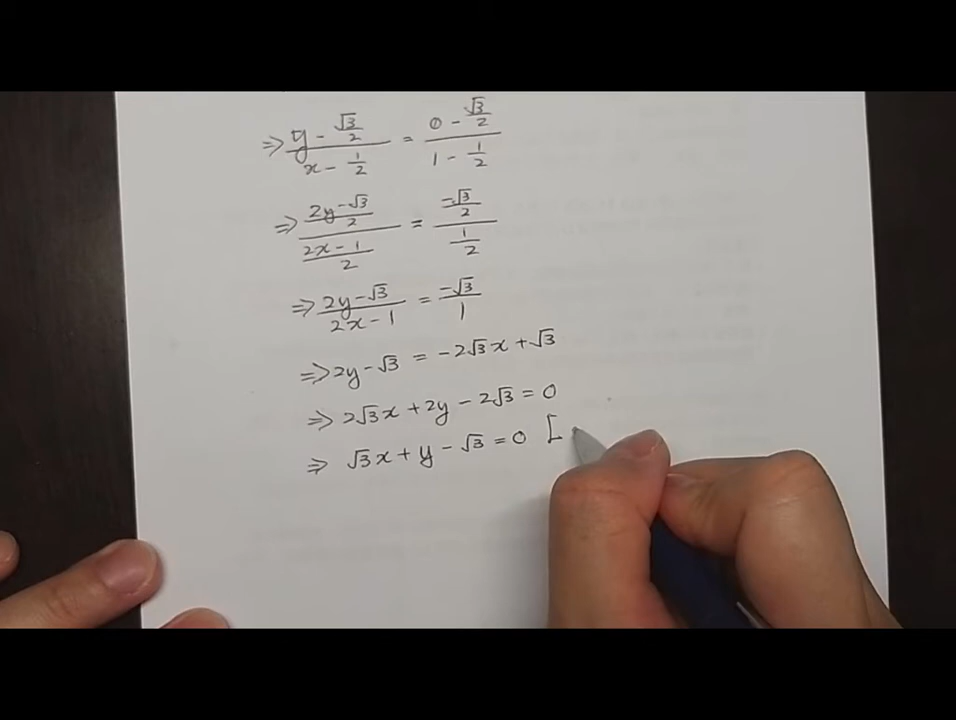 ⇒ (y - √3/2)/(x - 1/2) = (0 - √3/2)/(1 - 1/2)
⇒ ((2y-√3)/2)/((2x-1)/2) = (-√3/2)/(1/2)
⇒ (2y-√3)/(2x-1) = -√3/1
⇒ 2y-√3 = -2√3x+√3
⇒ 2√3x+2y-2√3=0
⇒ √3x+y-√3=0 [